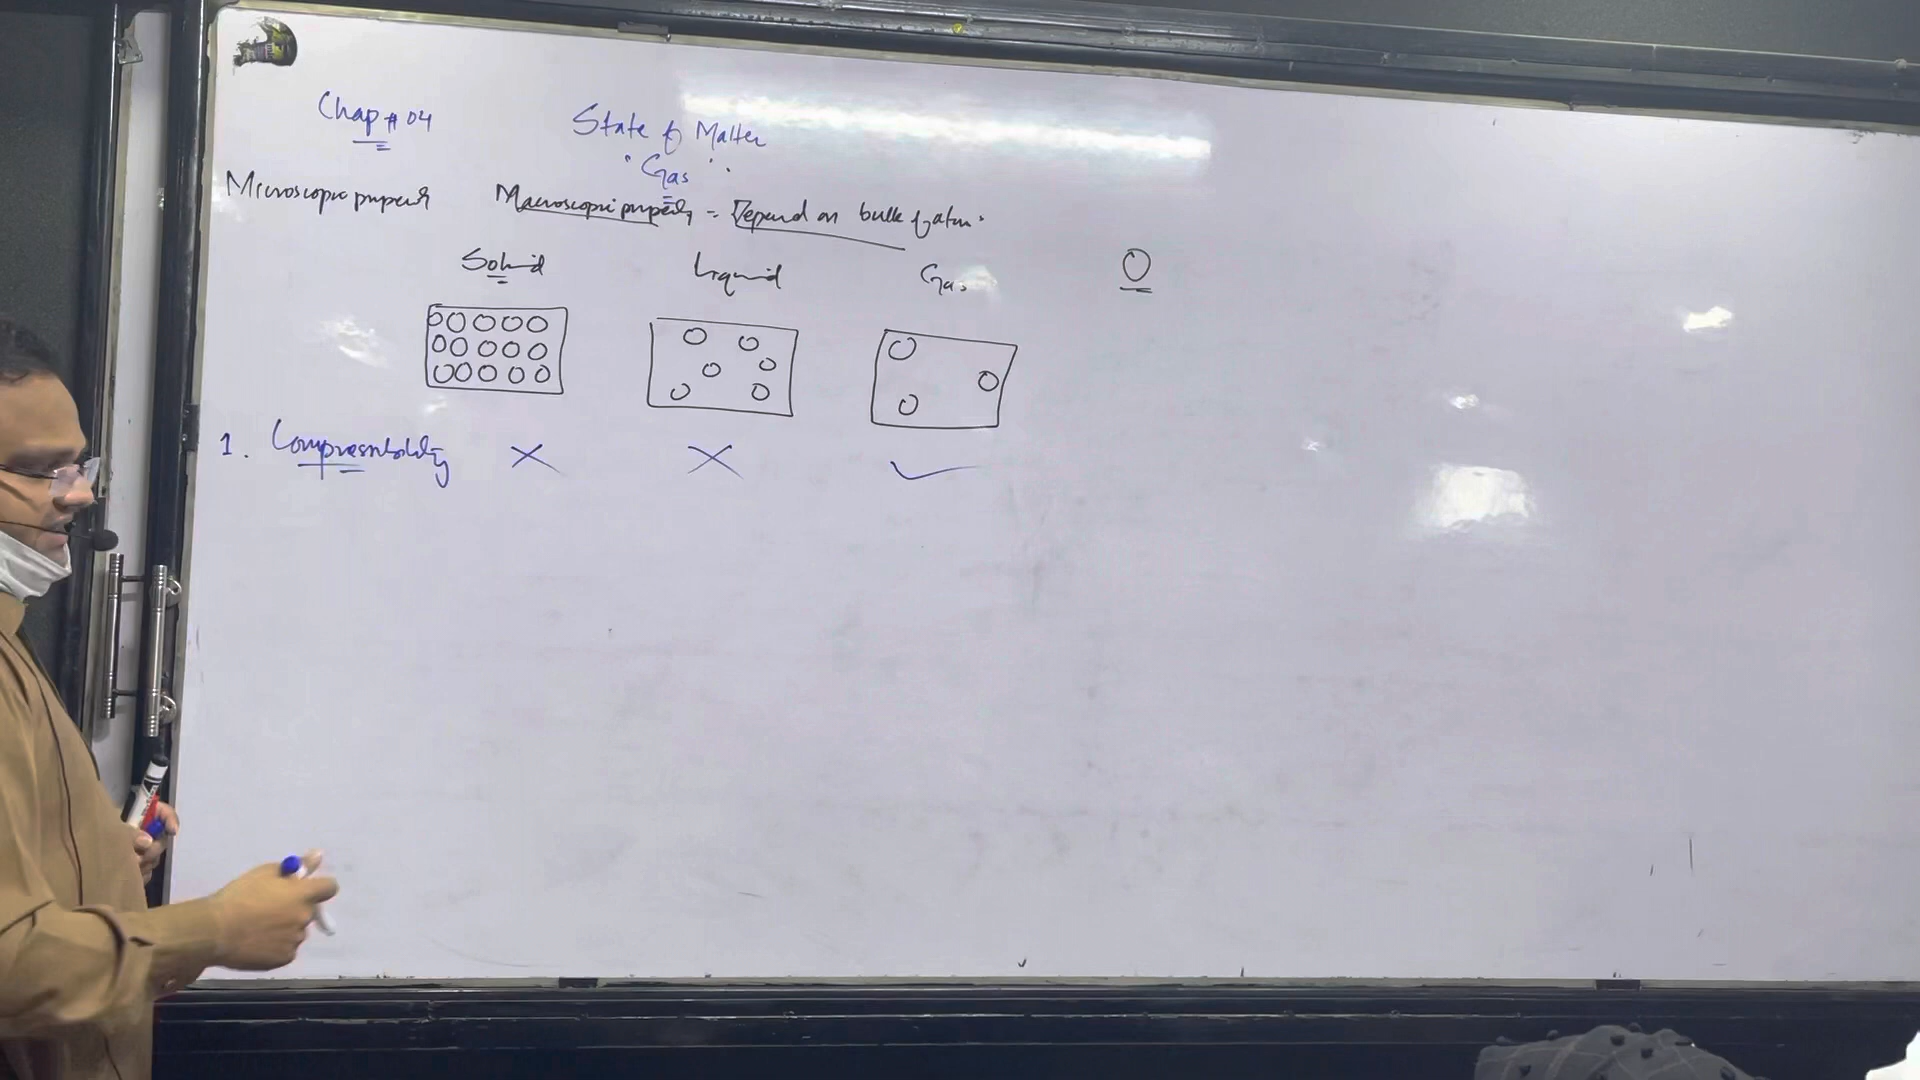 Chap # 04 State of Matter
"Gas"
Microscopic property Macroscopic property = Depend on bulk of atm.
Solid Liquid Gas
1. Compressibility × × ✓